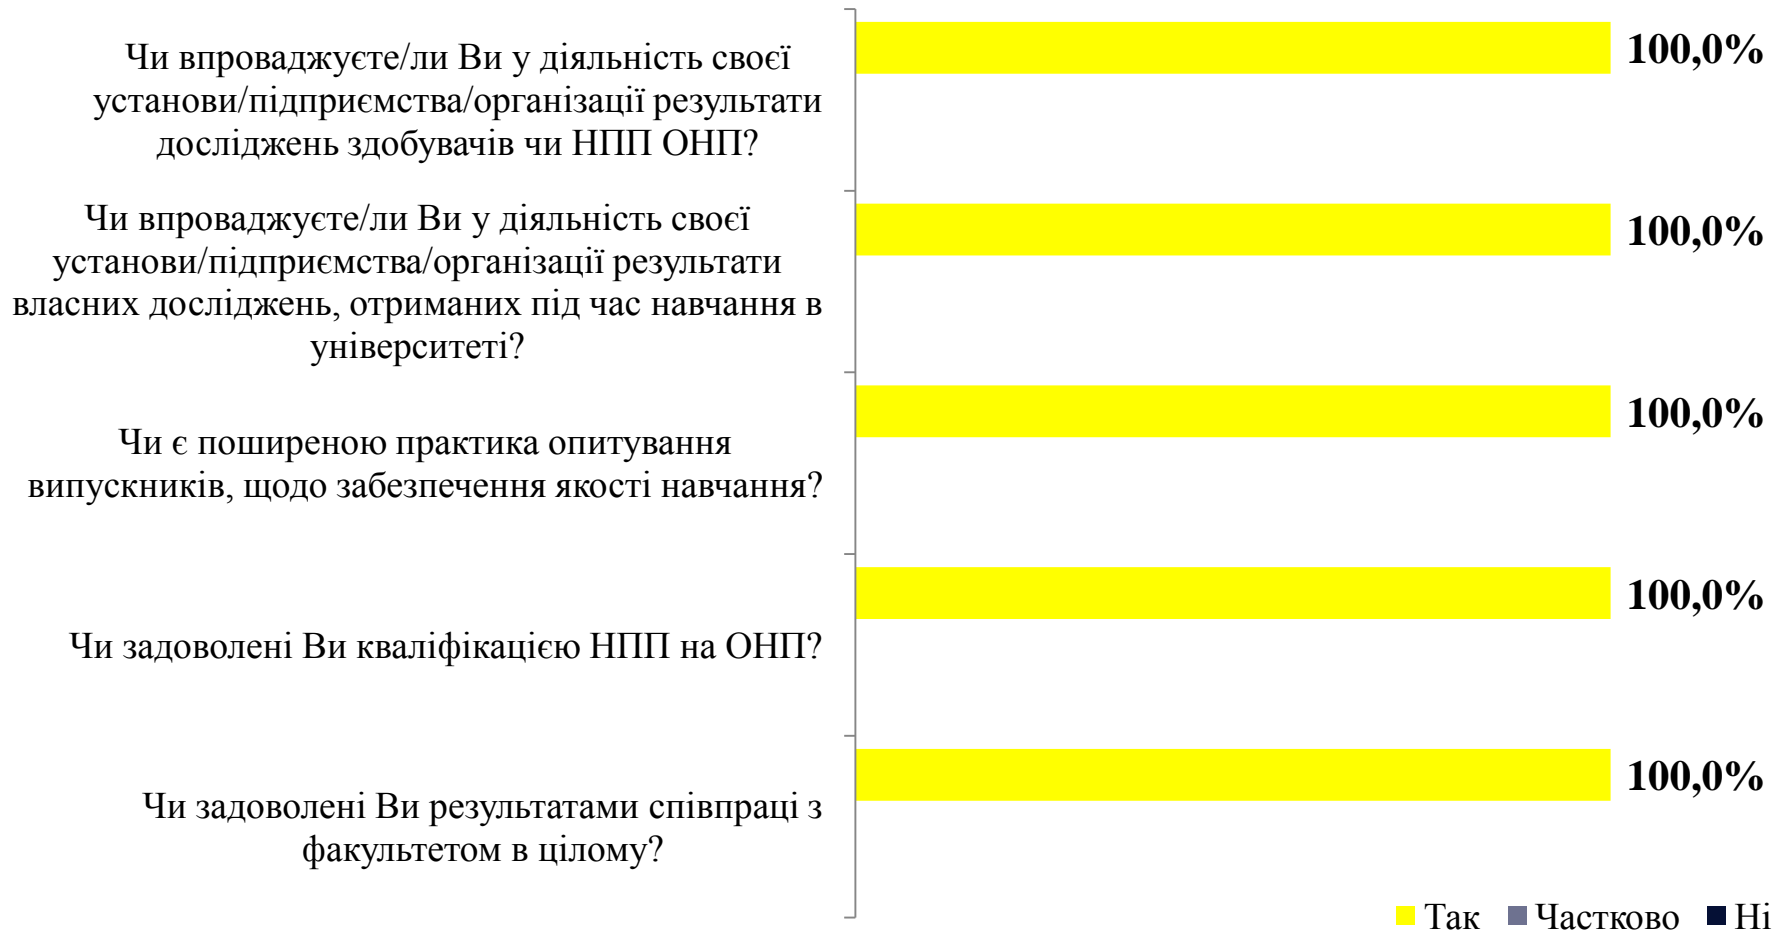 Чи впроваджуєте/ли Ви у діяльність своєї
установи/підприємства/організації результати
досліджень здобувачів чи НПП ОНП?
100,0%
Чи впроваджуєте/ли Ви у діяльність своєї
установи/підприємства/організації результати
власних досліджень, отриманих під час навчання в
університеті?
100,0%
Чи є поширеною практика опитування
випускників, щодо забезпечення якості навчання?
100,0%
Чи задоволені Ви кваліфікацією НПП на ОНП?
100,0%
Чи задоволені Ви результатами співпраці з
факультетом в цілому?
100,0%
Так Частково Ні